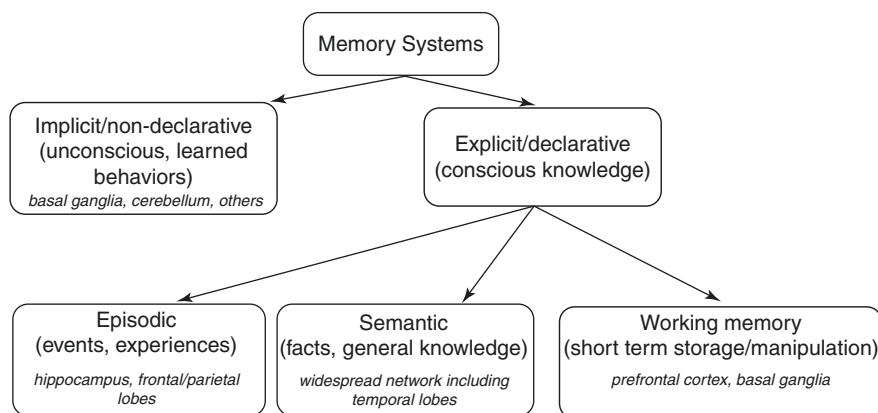 Memory Systems
Implicit/non-declarative
(unconscious, learned
behaviors)
basal ganglia, cerebellum, others
Explicit/declarative
(conscious knowledge)
Episodic
(events, experiences)
hippocampus, frontal/parietal
lobes
Semantic
(facts, general knowledge)
widespread network including
temporal lobes
Working memory
(short term storage/manipulation)
prefrontal cortex, basal ganglia